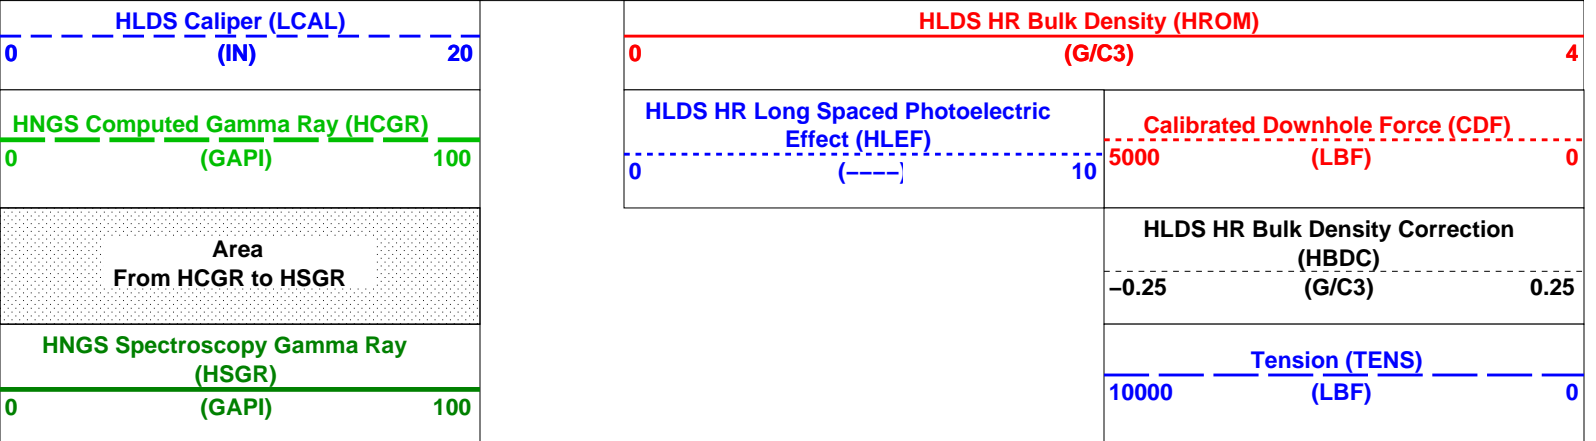 HLDS Caliper (LCAL)
0 (IN) 20
HNGS Computed Gamma Ray (HCGR)
0 (GAPI) 100
Area
From HCGR to HSGR
HNGS Spectroscopy Gamma Ray
(HSGR)
0 (GAPI) 100
HLDS HR Bulk Density (HROM)
0 (G/C3) 4
HLDS HR Long Spaced Photoelectric
Effect (HLEF)
0 (−−−−) 10
Calibrated Downhole Force (CDF)
5000 (LBF) 0
HLDS HR Bulk Density Correction
(HBDC)
−0.25 (G/C3) 0.25
Tension (TENS)
10000 (LBF) 0